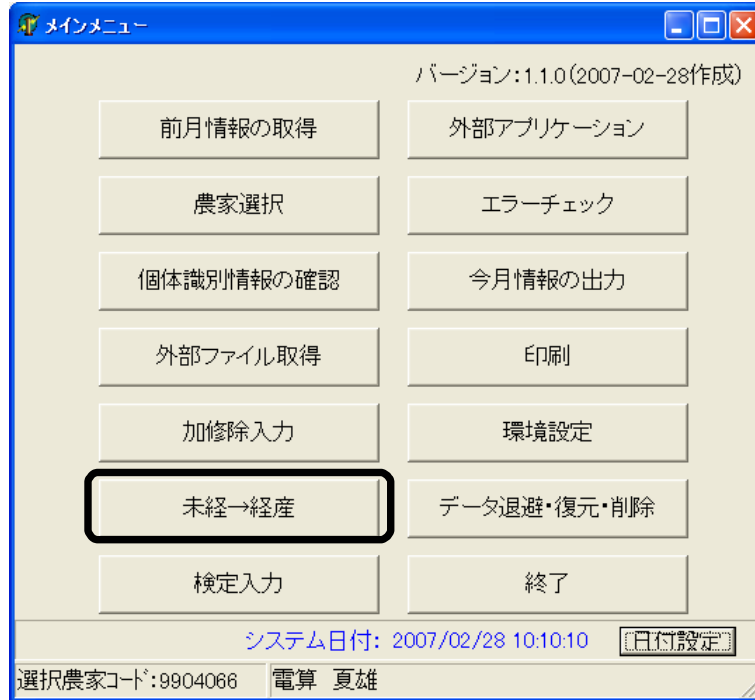 メインメニュー
バージョン:1.1.0(2007-02-28作成)
前月情報の取得
外部アプリケーション
農家選択
エラーチェック
個体識別情報の確認
今月情報の出力
外部ファイル取得
印刷
加修除入力
環境設定
未経→経産
データ退避・復元・削除
検定入力
終了
システム日付: 2007/02/28 10:10:10 日付設定
選択農家コード:9904066 電算 夏雄